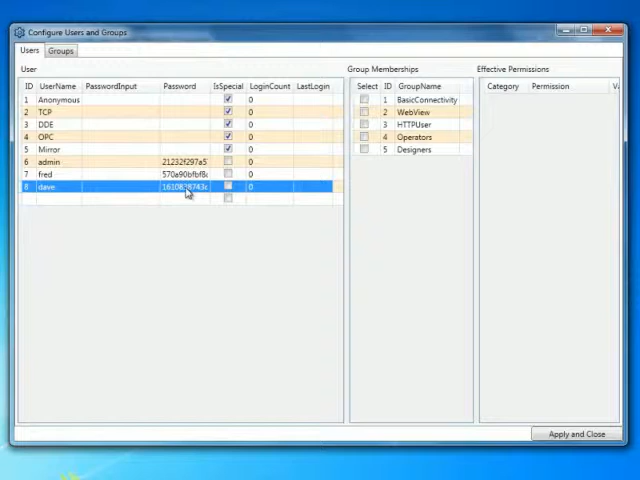 Configure Users and Groups
Users Groups
User Group Memberships Effective Permissions
ID UserName PasswordInput Password IsSpecial LoginCount LastLogin Select ID GroupName Category Permission
1 Anonymous 0 1 BasicConnectivity
2 TCP 0 2 WebView
3 DDE 0 3 HTTPUser
4 OPC 0 4 Operators
5 Mirror 0 5 Designers
6 admin 21232f297a5 0
7 fred 570a90bfbf8c 0
8 dave 0
Apply and Close